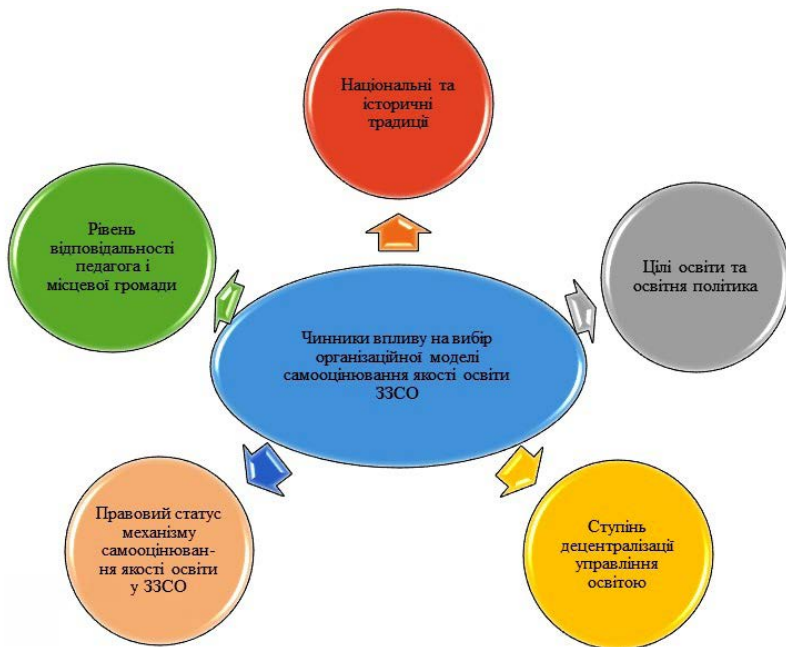 Національні та
історичні
традиції
Рівень
відповідальності
педагога і
місцевої громади
Цілі освіти та
освітня політика
Чинники впливу на вибір
організаційної моделі
самооцінювання якості освіти
ЗЗСО
Правовий статус
механізму
самооцінюван-
ня якості освіти
у ЗЗСО
Ступінь
децентралізації
управління
освітою